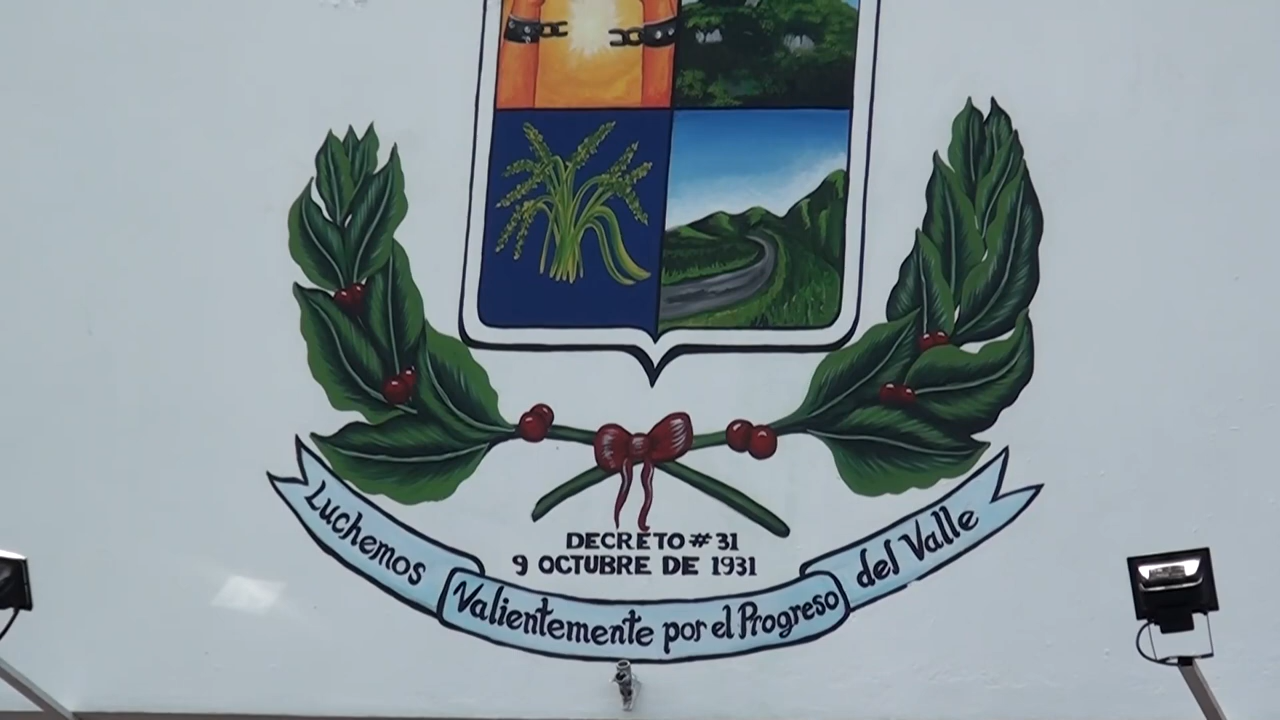 DECRETO # 31
9 OCTUBRE DE 1931
Luchemos Valientemente por el Progreso del Valle